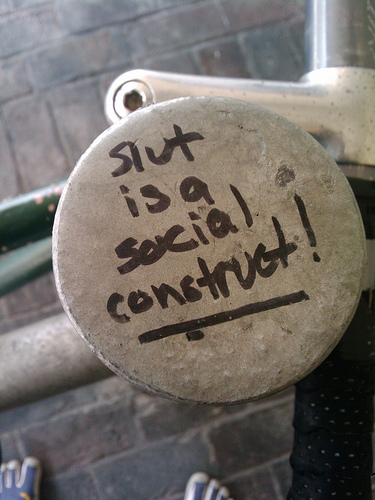 slut
is a
social
construct!